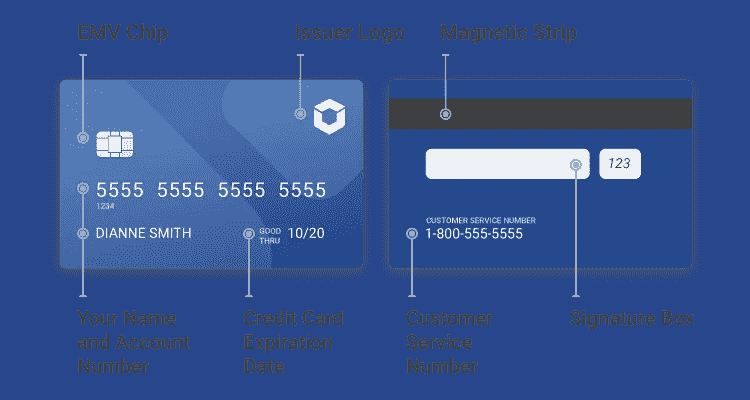 EMV Chip
Issuer Logo
Magnetic Strip
5555 5555 5555 5555
1234
DIANNE SMITH
GOOD
THRU
10/20
123
CUSTOMER SERVICE NUMBER
1-800-555-5555
Your Name
and Account
Number
Credit Card
Expiration
Date
Customer
Service
Number
Signature Box